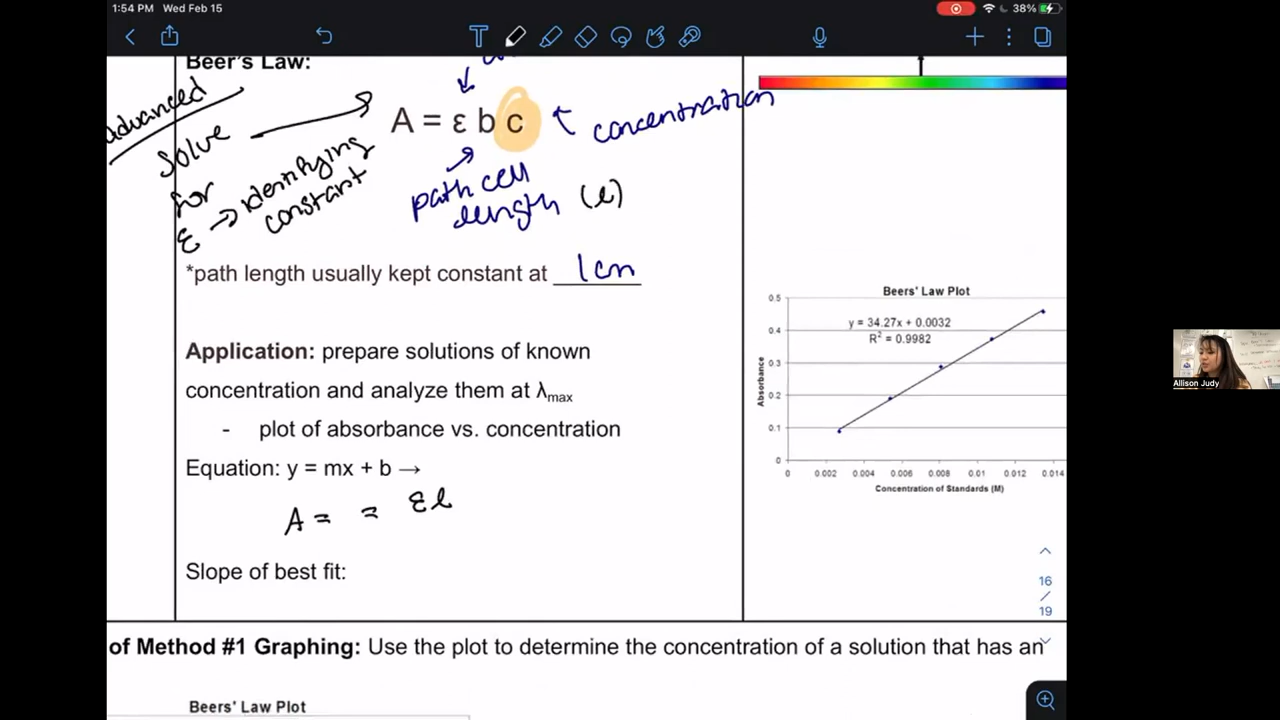 1:54 PM Wed Feb 15
38%
Beer's Law:
Advanced
Solve
for
ε → identifying
constant
A = ε b c
concentration
path cell
length (l)
*path length usually kept constant at 1cm
Application: prepare solutions of known
concentration and analyze them at λmax
- plot of absorbance vs. concentration
Equation: y = mx + b →
A = = εl
Slope of best fit:
Beers' Law Plot
y = 34.27x + 0.0032
R² = 0.9982
Absorbance
0.5
0.4
0.3
0.2
0.1
0
0 0.002 0.004 0.006 0.008 0.01 0.012 0.014
Concentration of Standards (M)
16
/
19
of Method #1 Graphing: Use the plot to determine the concentration of a solution that has an
Beers' Law Plot
Allison Judy